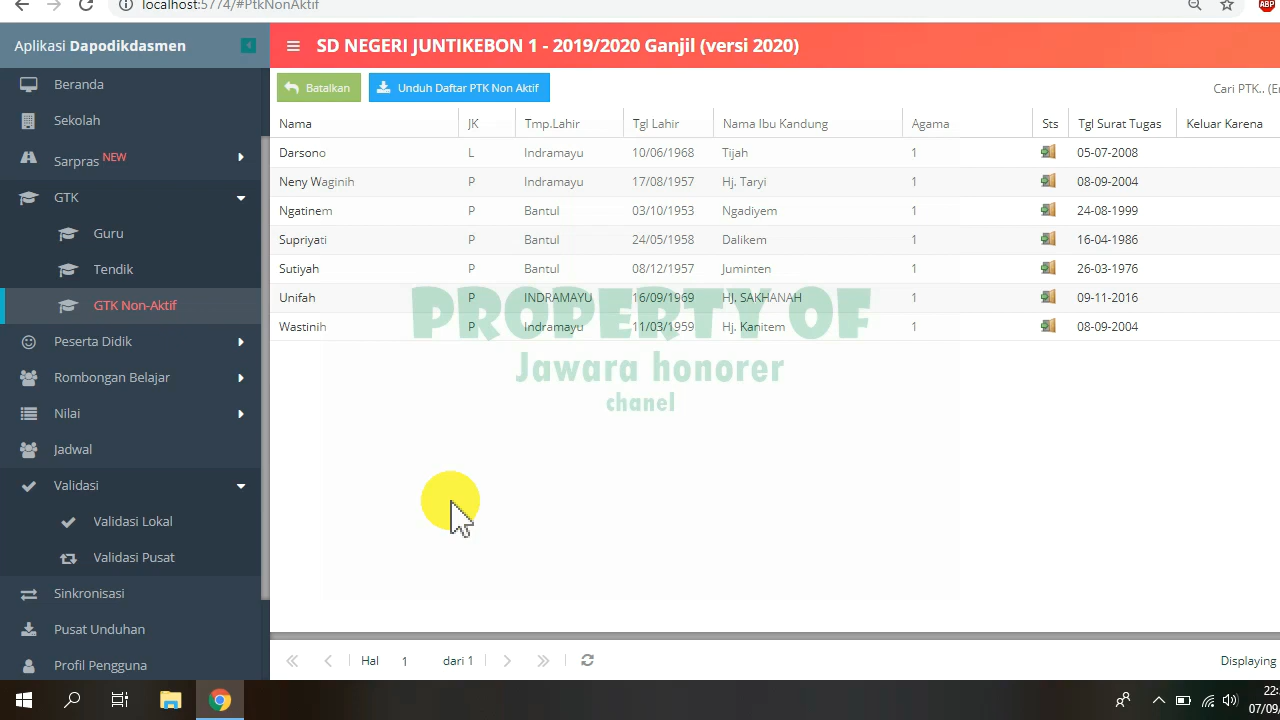 localhost:5774/#PtkNonAktif
ABP
Aplikasi Dapodikdasmen
SD NEGERI JUNTIKEBON 1 - 2019/2020 Ganjil (versi 2020)
Beranda
Sekolah
Sarpras NEW
GTK
Guru
Tendik
GTK Non-Aktif
Peserta Didik
Rombongan Belajar
Nilai
Jadwal
Validasi
Validasi Lokal
Validasi Pusat
Sinkronisasi
Pusat Unduhan
Profil Pengguna
Batalkan
Unduh Daftar PTK Non Aktif
Cari PTK.. (E
Nama JK Tmp.Lahir Tgl Lahir Nama Ibu Kandung Agama Sts Tgl Surat Tugas Keluar Karena
Darsono L Indramayu 10/06/1968 Tijah 1 05-07-2008
Neny Waginih P Indramayu 17/08/1957 Hj. Taryi 1 08-09-2004
Ngatinem P Bantul 03/10/1953 Ngadiyem 1 24-08-1999
Supriyati P Bantul 24/05/1958 Dalikem 1 16-04-1986
Sutiyah P Bantul 08/12/1957 Juminten 1 26-03-1976
Unifah P INDRAMAYU 16/09/1969 HJ. SAKHANAH 1 09-11-2016
Wastinih P Indramayu 11/03/1959 Hj. Kanitem 1 08-09-2004
PROPERTY OF
Jawara honorer
chanel
Hal 1 dari 1
Displaying
22:
07/09